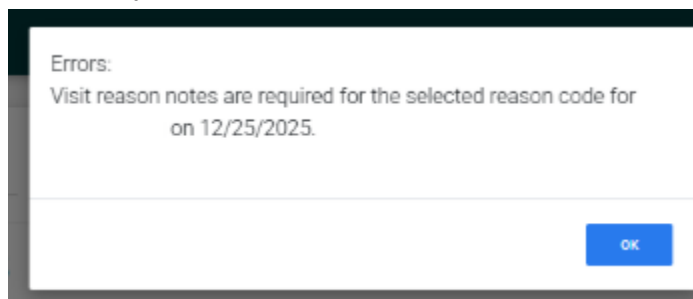 Errors:
Visit reason notes are required for the selected reason code for
on 12/25/2025.
OK